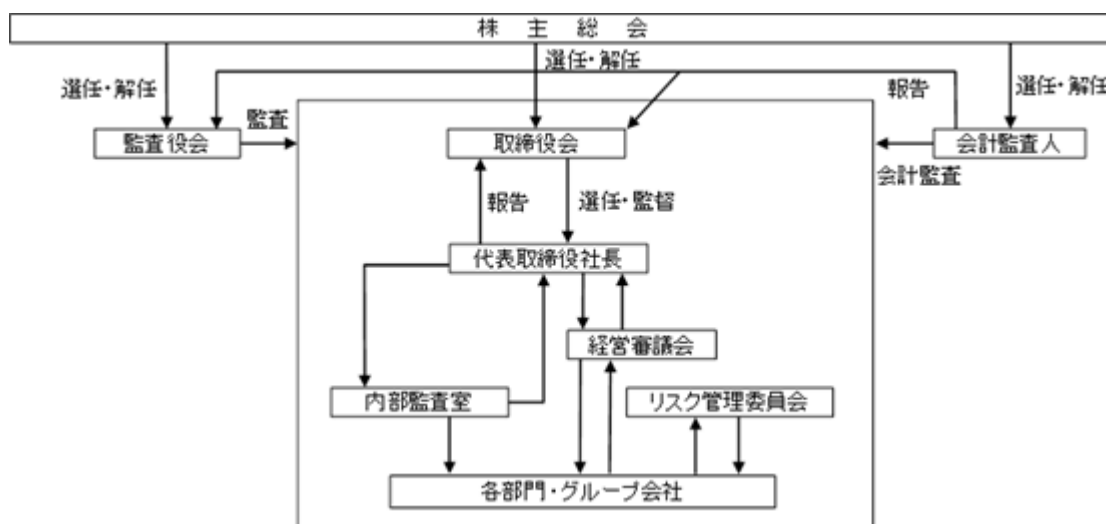 株主総会
選任・解任
選任・解任
選任・解任
報告
監査役会
監査
取締役会
会計監査人
会計監査
報告
選任・監督
代表取締役社長
経営審議会
内部監査室
リスク管理委員会
各部門・グループ会社